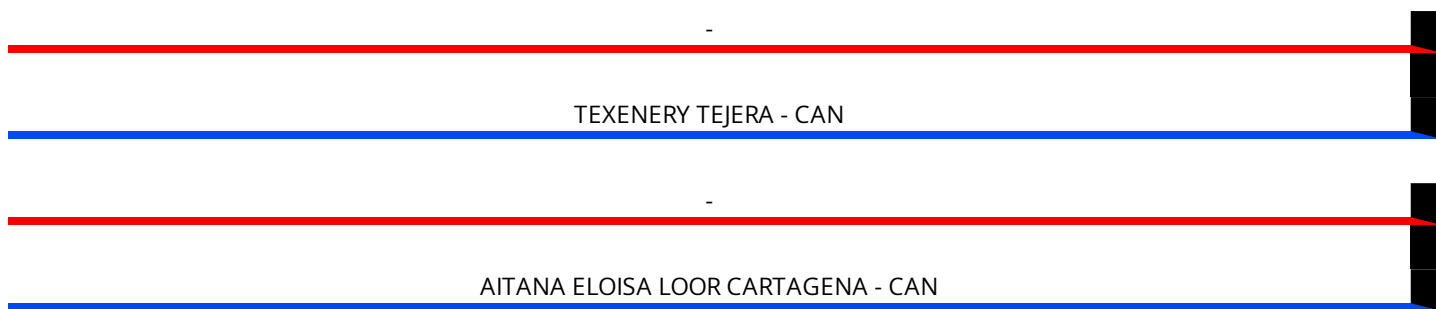 -
TEXENERY TEJERA - CAN
-
AITANA ELOISA LOOR CARTAGENA - CAN